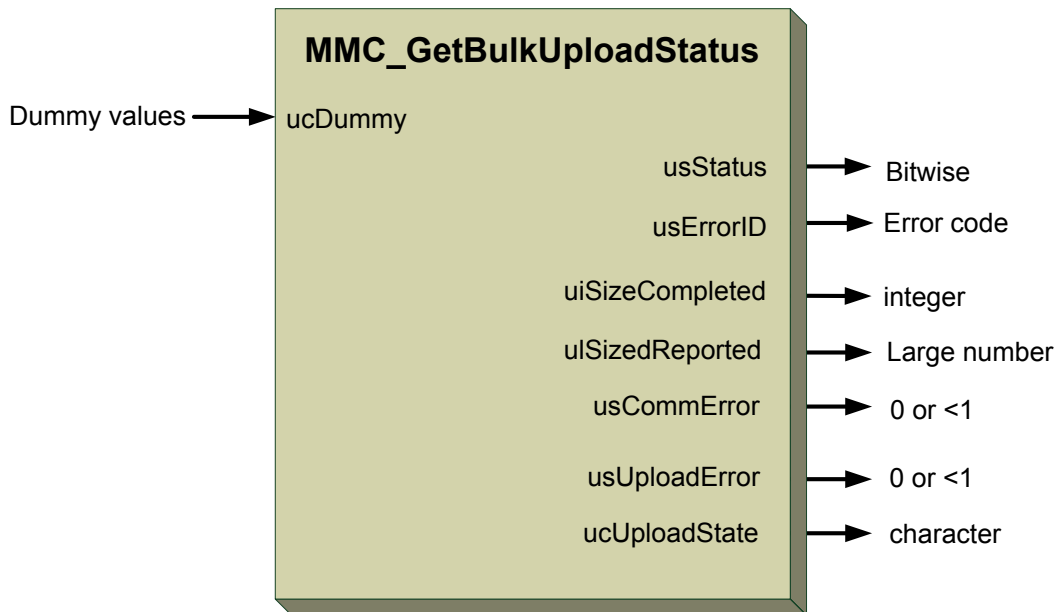 MMC_GetBulkUploadStatus
Dummy values
ucDummy
usStatus
Bitwise
usErrorID
Error code
uiSizeCompleted
integer
ulSizedReported
Large number
usCommError
0 or <1
usUploadError
0 or <1
ucUploadState
character